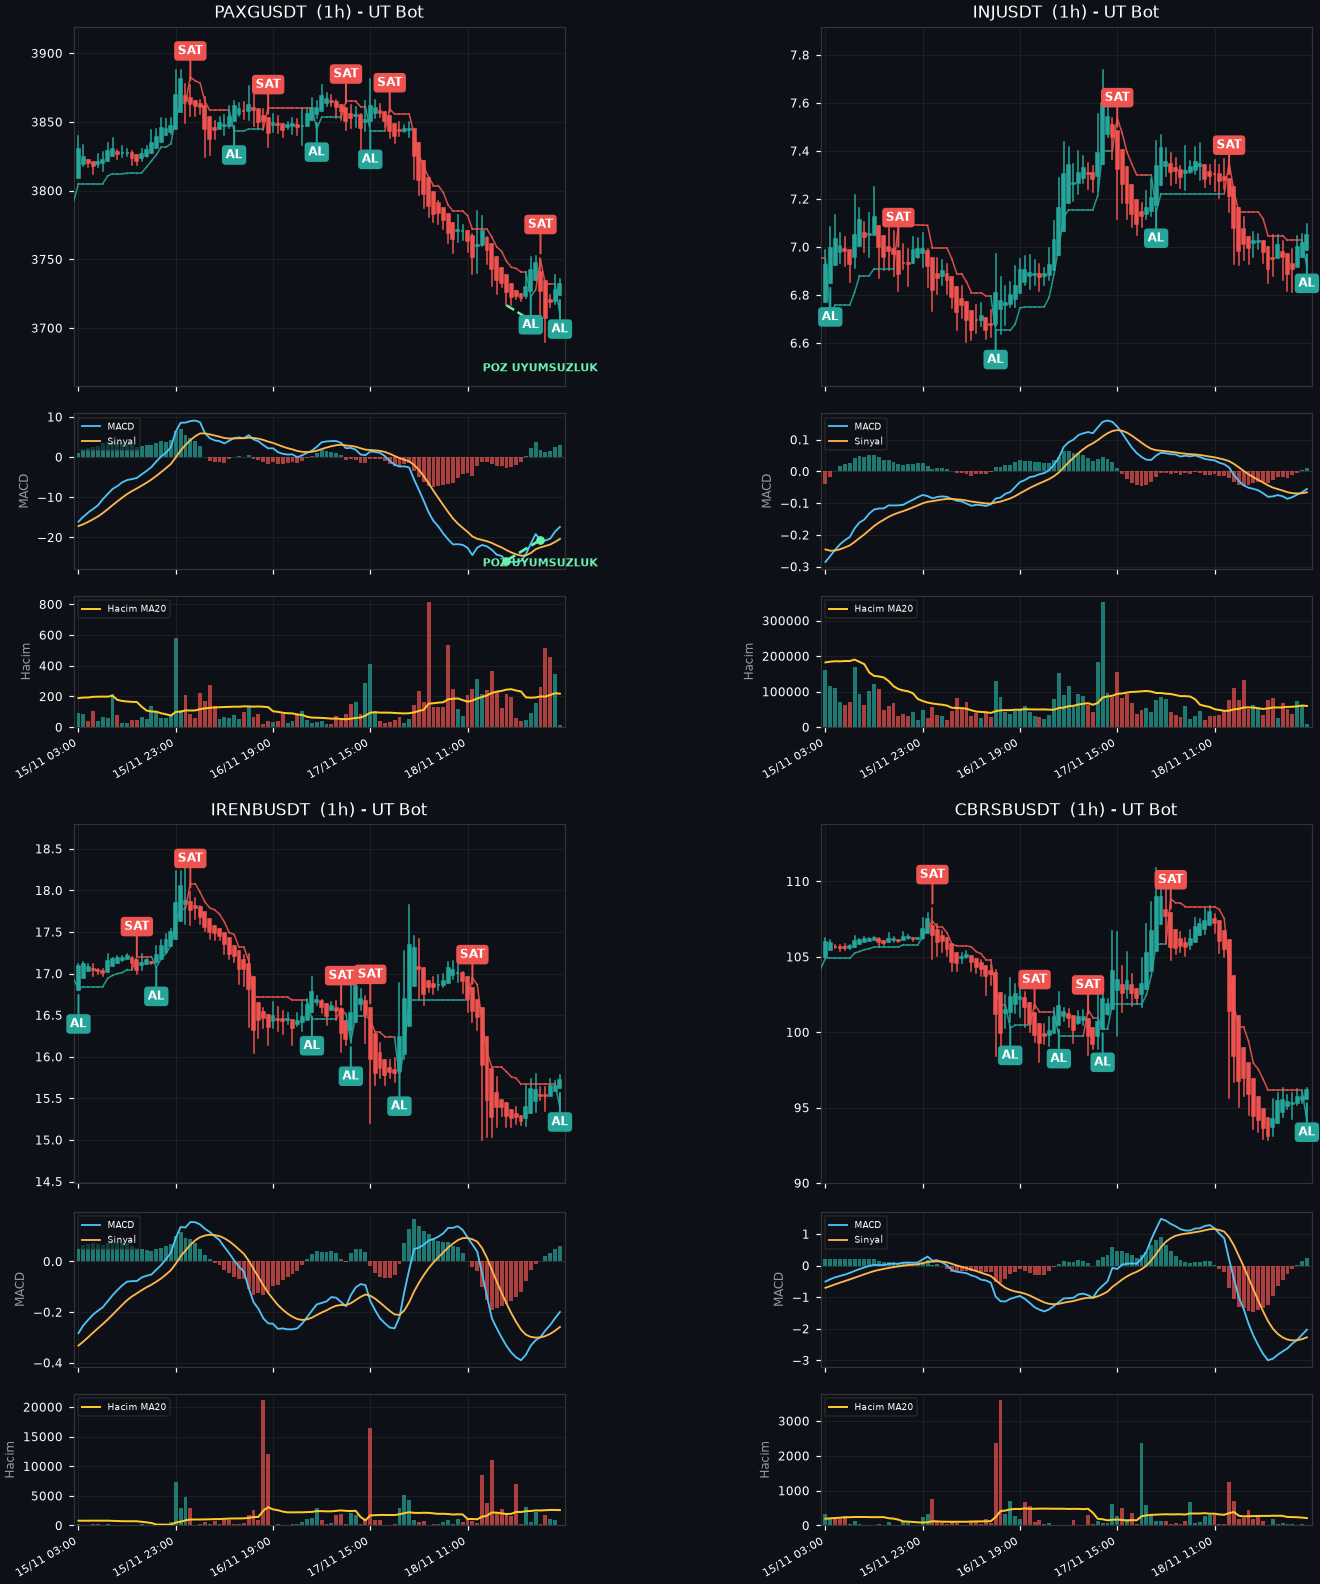 PAXGUSDT (1h) - UT Bot
3900
3850
3800
3750
3700
SAT
SAT
SAT
SAT
AL
AL
AL
SAT
AL
AL
POZ UYUMSUZLUK
MACD
10
0
−10
−20
MACD
Sinyal
POZ UYUMSUZLUK
Hacim
800
600
400
200
0
Hacim MA20
15/11 03:00
15/11 23:00
16/11 19:00
17/11 15:00
18/11 11:00
INJUSDT (1h) - UT Bot
7.8
7.6
7.4
7.2
7.0
6.8
6.6
SAT
SAT
SAT
AL
AL
AL
AL
MACD
0.1
0.0
−0.1
−0.2
−0.3
MACD
Sinyal
Hacim
300000
200000
100000
0
Hacim MA20
15/11 03:00
15/11 23:00
16/11 19:00
17/11 15:00
18/11 11:00
IRENBUSDT (1h) - UT Bot
18.5
18.0
17.5
17.0
16.5
16.0
15.5
15.0
14.5
SAT
SAT
SAT
SAT
SAT
AL
AL
AL
AL
AL
AL
MACD
0.0
−0.2
−0.4
MACD
Sinyal
Hacim
20000
15000
10000
5000
0
Hacim MA20
15/11 03:00
15/11 23:00
16/11 19:00
17/11 15:00
18/11 11:00
CBRSBUSDT (1h) - UT Bot
110
105
100
95
90
SAT
SAT
SAT
SAT
AL
AL
AL
AL
MACD
1
0
−1
−2
−3
MACD
Sinyal
Hacim
3000
2000
1000
0
Hacim MA20
15/11 03:00
15/11 23:00
16/11 19:00
17/11 15:00
18/11 11:00